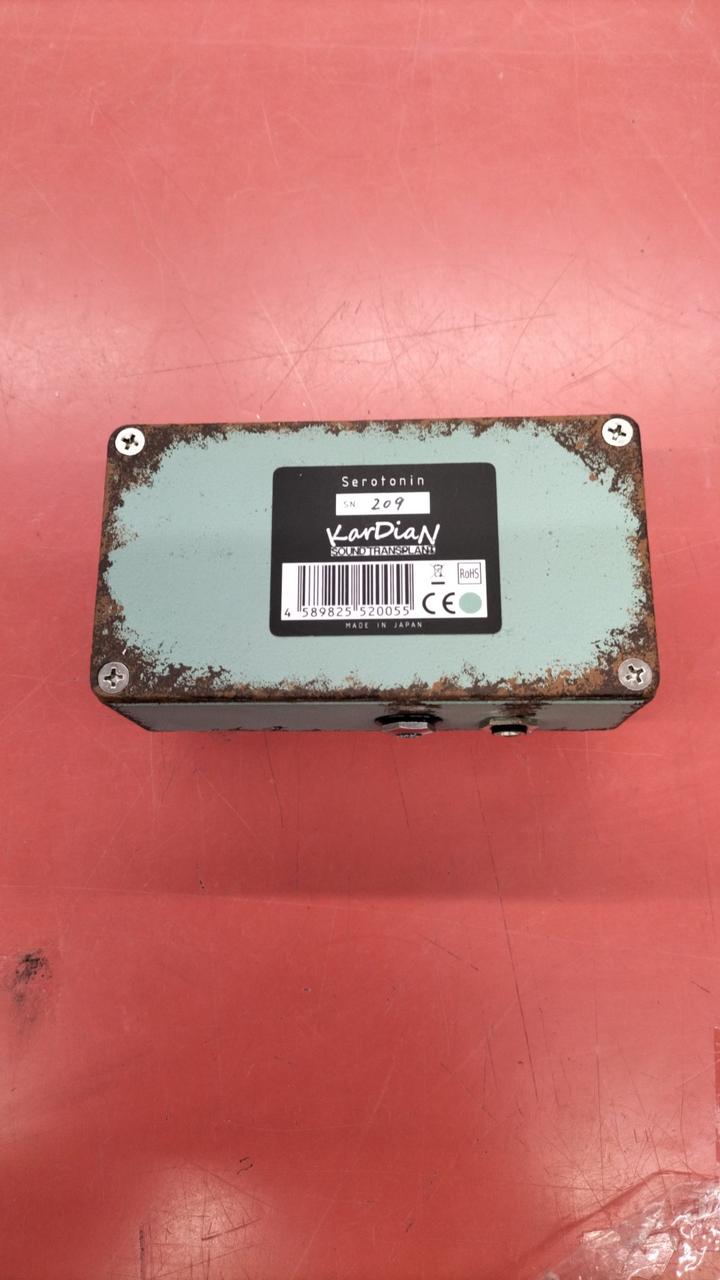 Serotonin
SN: 209
KarDiaN
SOUND TRANSPLANT
RoHS
CE
4 589825 520055
MADE IN JAPAN